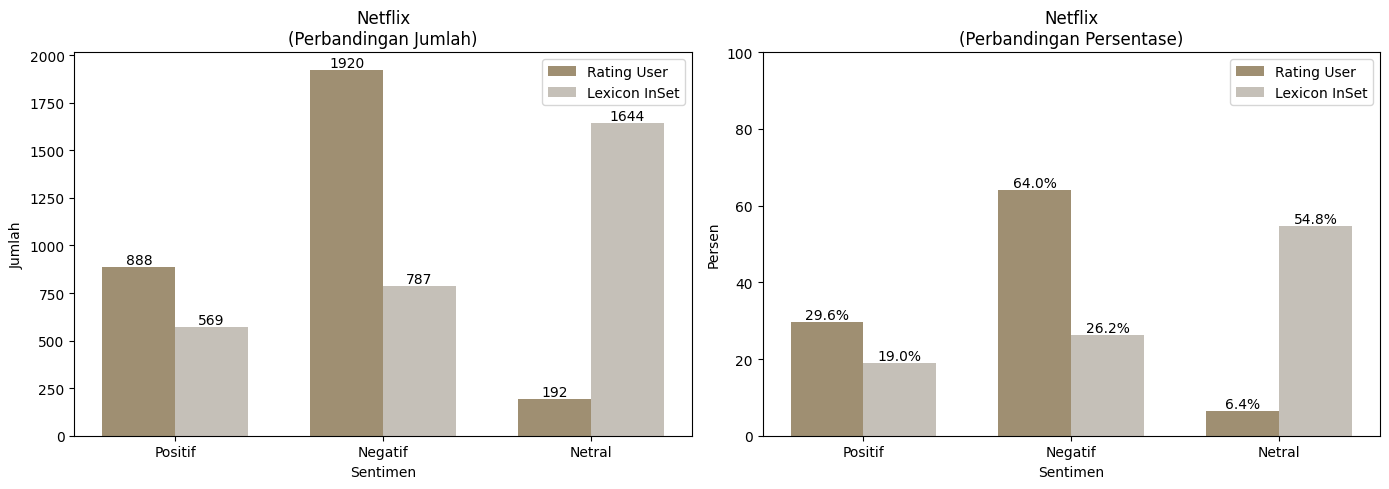 Netflix
(Perbandingan Jumlah)
Jumlah
2000
1750
1500
1250
1000
750
500
250
0
Rating User
Lexicon InSet
888
569
1920
787
192
1644
Positif
Negatif
Netral
Sentimen
Netflix
(Perbandingan Persentase)
Persen
100
80
60
40
20
0
Rating User
Lexicon InSet
29.6%
19.0%
64.0%
26.2%
6.4%
54.8%
Positif
Negatif
Netral
Sentimen